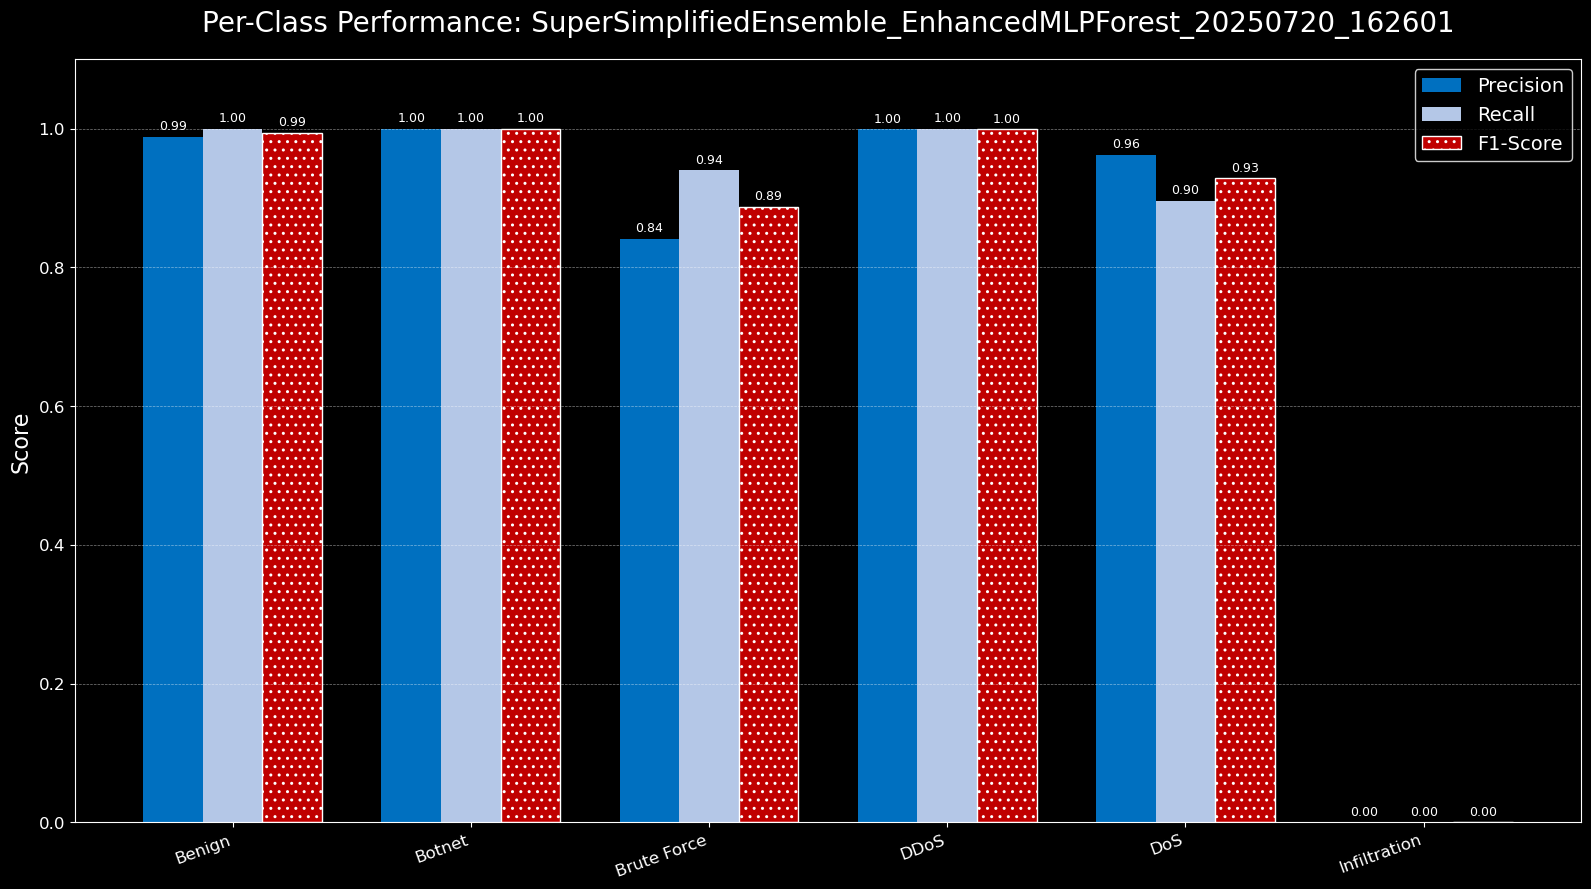 Per-Class Performance: SuperSimplifiedEnsemble_EnhancedMLPForest_20250720_162601
Precision
Recall
F1-Score
Score
1.0
0.8
0.6
0.4
0.2
0.0
0.99 1.00 0.99
1.00 1.00 1.00
0.84 0.94 0.89
1.00 1.00 1.00
0.96 0.90 0.93
0.00 0.00 0.00
Benign
Botnet
Brute Force
DDoS
DoS
Infiltration